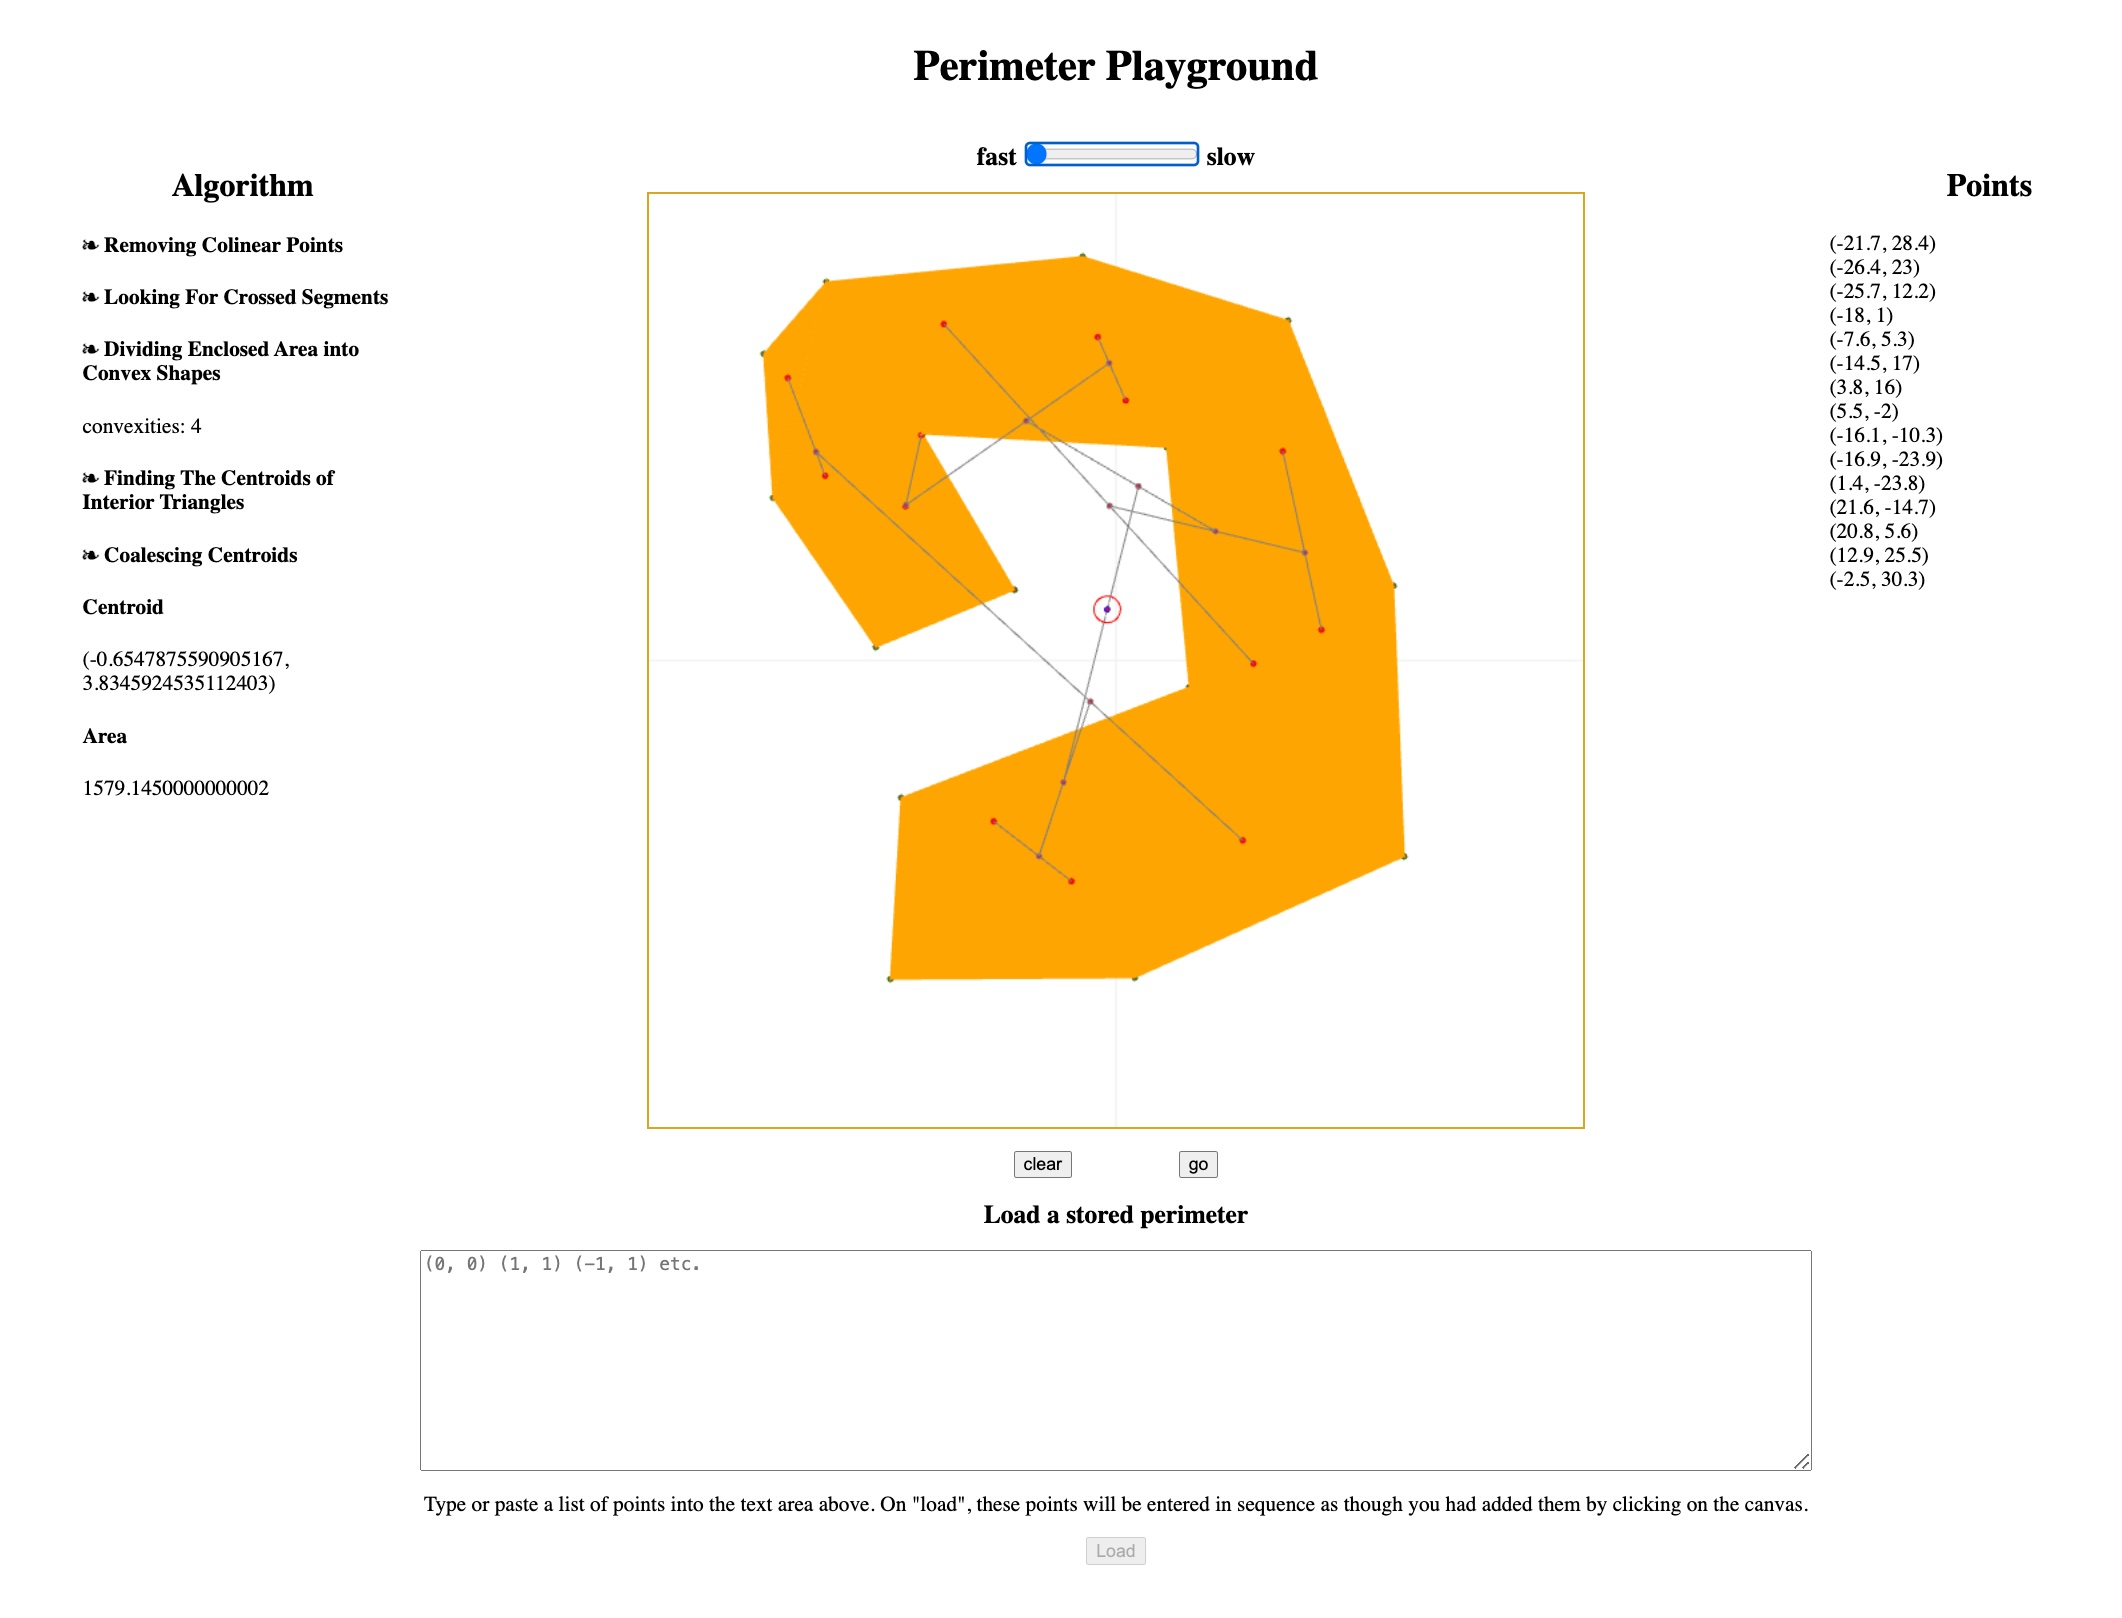 Perimeter Playground
fast slow
Algorithm
❧ Removing Colinear Points
❧ Looking For Crossed Segments
❧ Dividing Enclosed Area into
Convex Shapes
convexities: 4
❧ Finding The Centroids of
Interior Triangles
❧ Coalescing Centroids
Centroid
(-0.6547875590905167,
3.8345924535112403)
Area
1579.1450000000002
Points
(-21.7, 28.4)
(-26.4, 23)
(-25.7, 12.2)
(-18, 1)
(-7.6, 5.3)
(-14.5, 17)
(3.8, 16)
(5.5, -2)
(-16.1, -10.3)
(-16.9, -23.9)
(1.4, -23.8)
(21.6, -14.7)
(20.8, 5.6)
(12.9, 25.5)
(-2.5, 30.3)
clear go
Load a stored perimeter
(0, 0) (1, 1) (-1, 1) etc.
Type or paste a list of points into the text area above. On "load", these points will be entered in sequence as though you had added them by clicking on the canvas.
Load